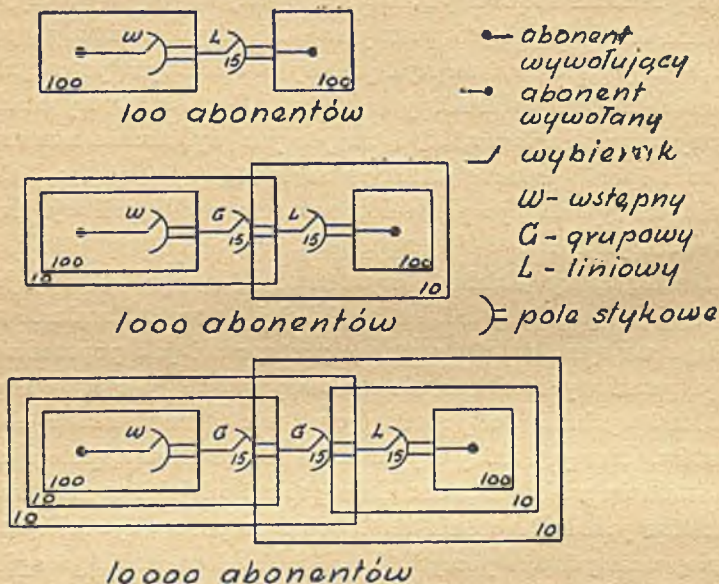 W L
15
100 100
100 abonentów
W G L
15 15
100 100
10 10
1000 abonentów
W G G L
15 15 15
100 100
10 10
10 10
10000 abonentów
abonent
wywołujący
abonent
wywołany
wybiernik
W - wstępny
G - grupowy
L - liniowy
pole stykowe